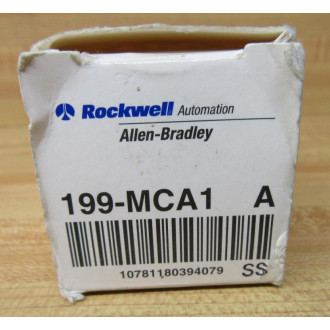 Rockwell Automation
Allen-Bradley
199-MCA1 A
10781180394079 SS